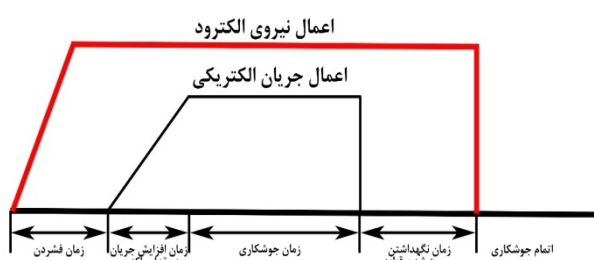 اعمال نیروی الکترود
اعمال جریان الکتریکی
زمان فشردن
زمان افزایش جریان
زمان جوشکاری
زمان نگهداشتن
اتمام جوشکاری